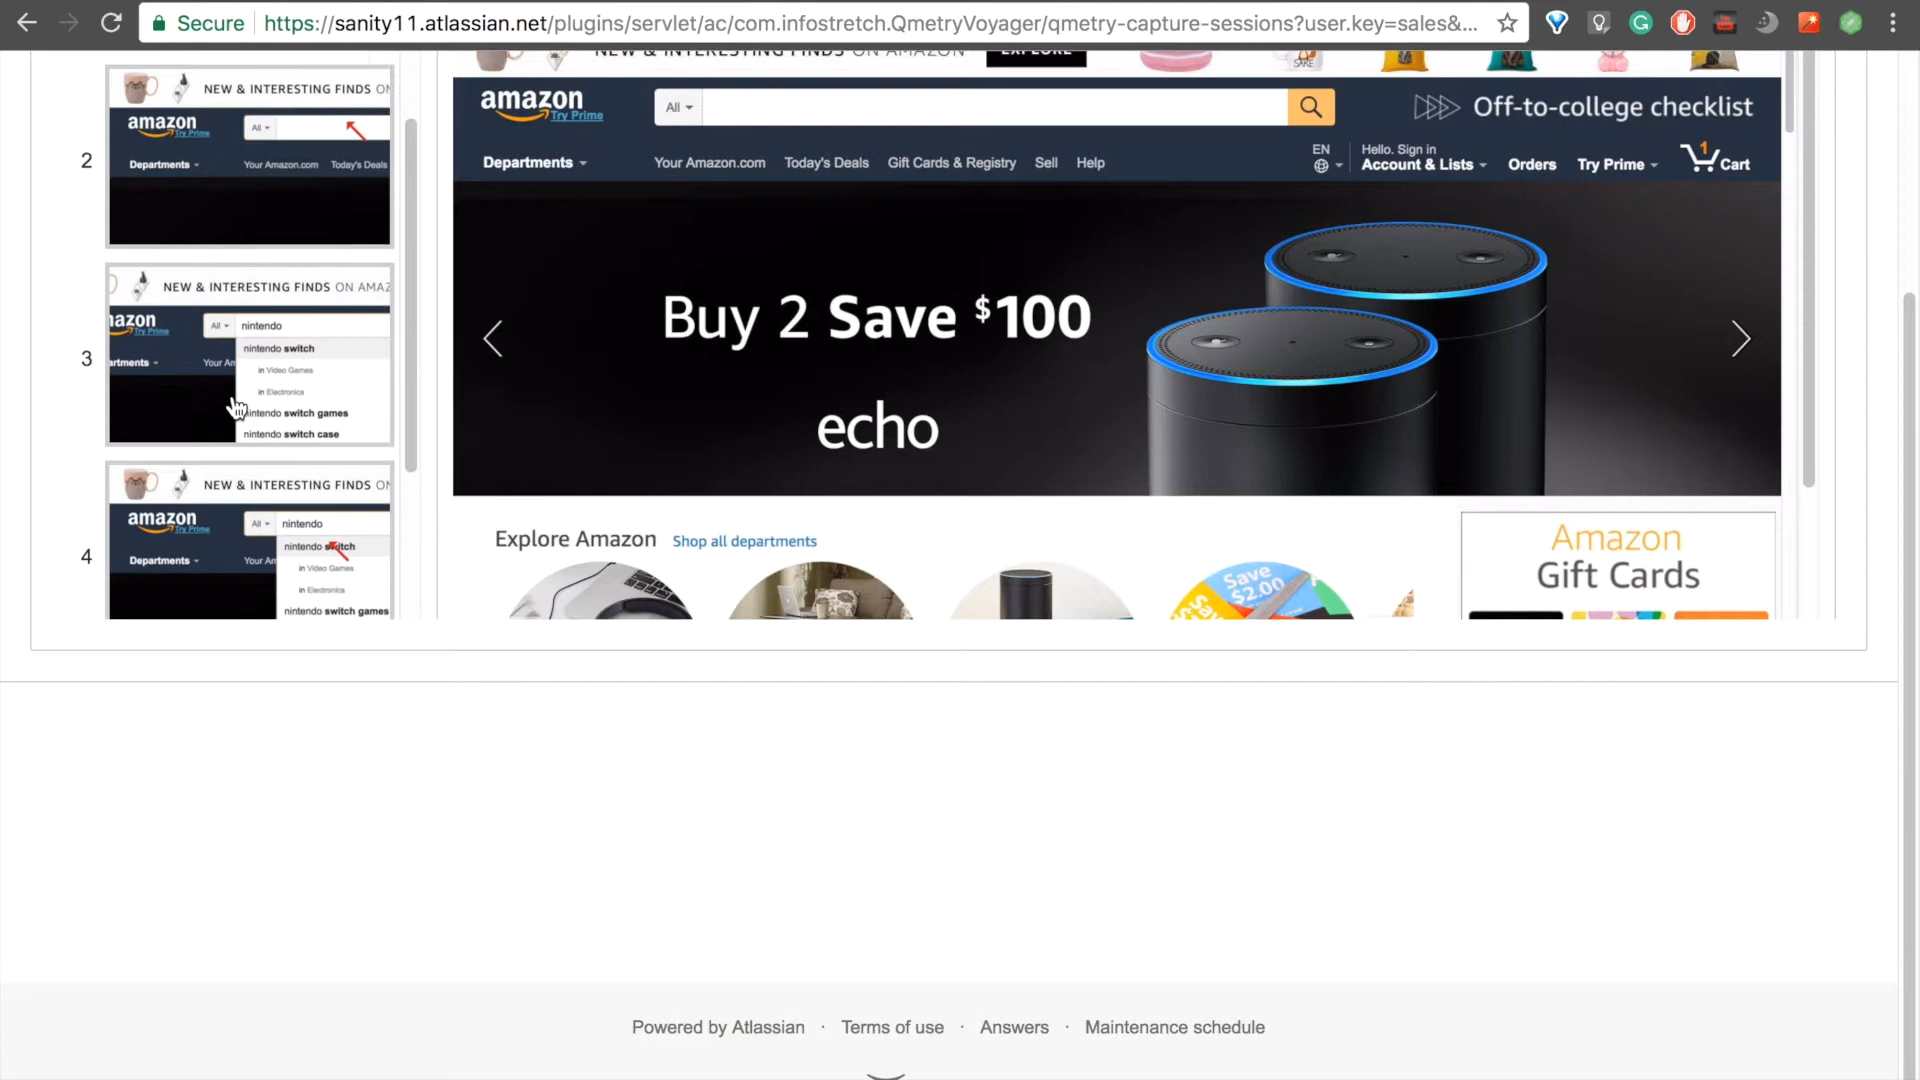 Secure https://sanity11.atlassian.net/plugins/servlet/ac/com.infostretch.QmetryVoyager/qmetry-capture-sessions?user.key=sales&...
NEW & INTERESTING FINDS ON
amazon
Try Prime
All
Departments
Your Amazon.com Today's Deals
2
NEW & INTERESTING FINDS ON AMAZ
nazon
Try Prime
All nintendo
nintendo switch
rtments Your Am
in Video Games
in Electronics
nintendo switch games
nintendo switch case
3
NEW & INTERESTING FINDS ON
amazon
Try Prime
All nintendo
nintendo switch
Departments Your Am
in Video Games
in Electronics
nintendo switch games
4
NEW & INTERESTING FINDS ON AMAZON EXPLORE
SAKE
amazon
Try Prime
All
Off-to-college checklist
Departments Your Amazon.com Today's Deals Gift Cards & Registry Sell Help
EN
Hello. Sign in
Account & Lists Orders Try Prime 1 Cart
Buy 2 Save $100
echo
Explore Amazon Shop all departments
Save
$2.00
Amazon
Gift Cards
Powered by Atlassian · Terms of use · Answers · Maintenance schedule